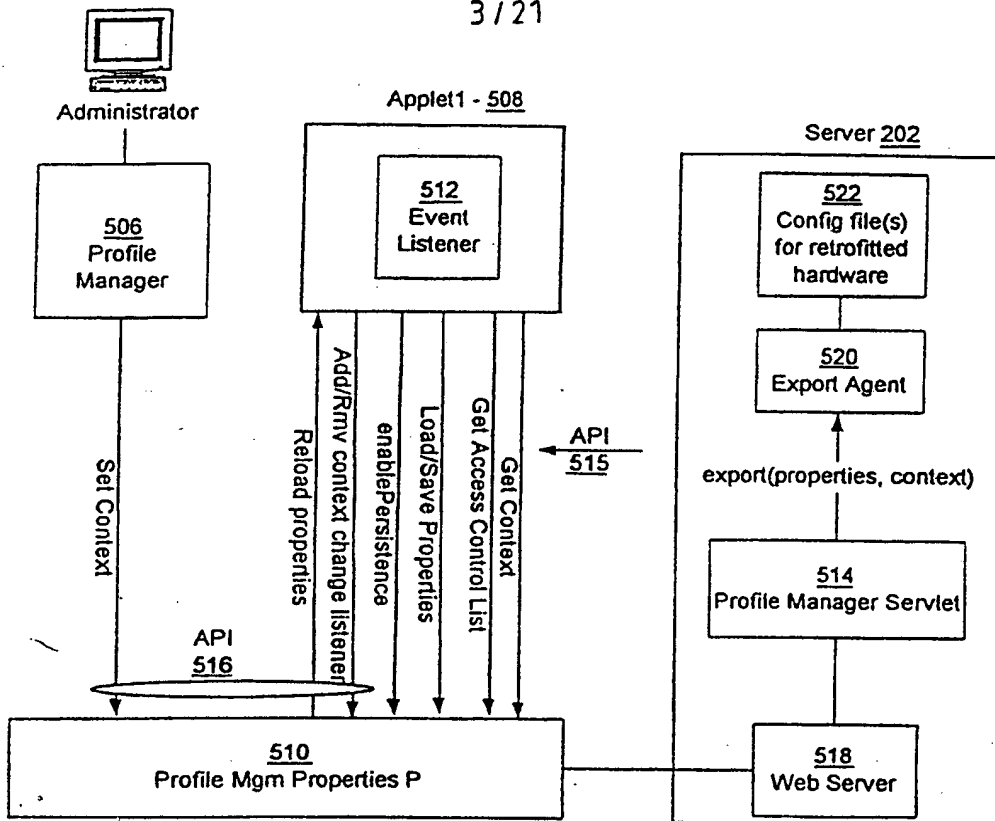 3/21
Administrator
506
Profile
Manager
Applet1 - 508
512
Event
Listener
Server 202
522
Config file(s)
for retrofitted
hardware
520
Export Agent
export(properties, context)
514
Profile Manager Servlet
518
Web Server
Set Context
Reload properties
Add/Rmv context change listener
enablePersistence
Load/Save Properties
Get Access Control List
Get Context
API
515
API
516
510
Profile Mgm Properties P